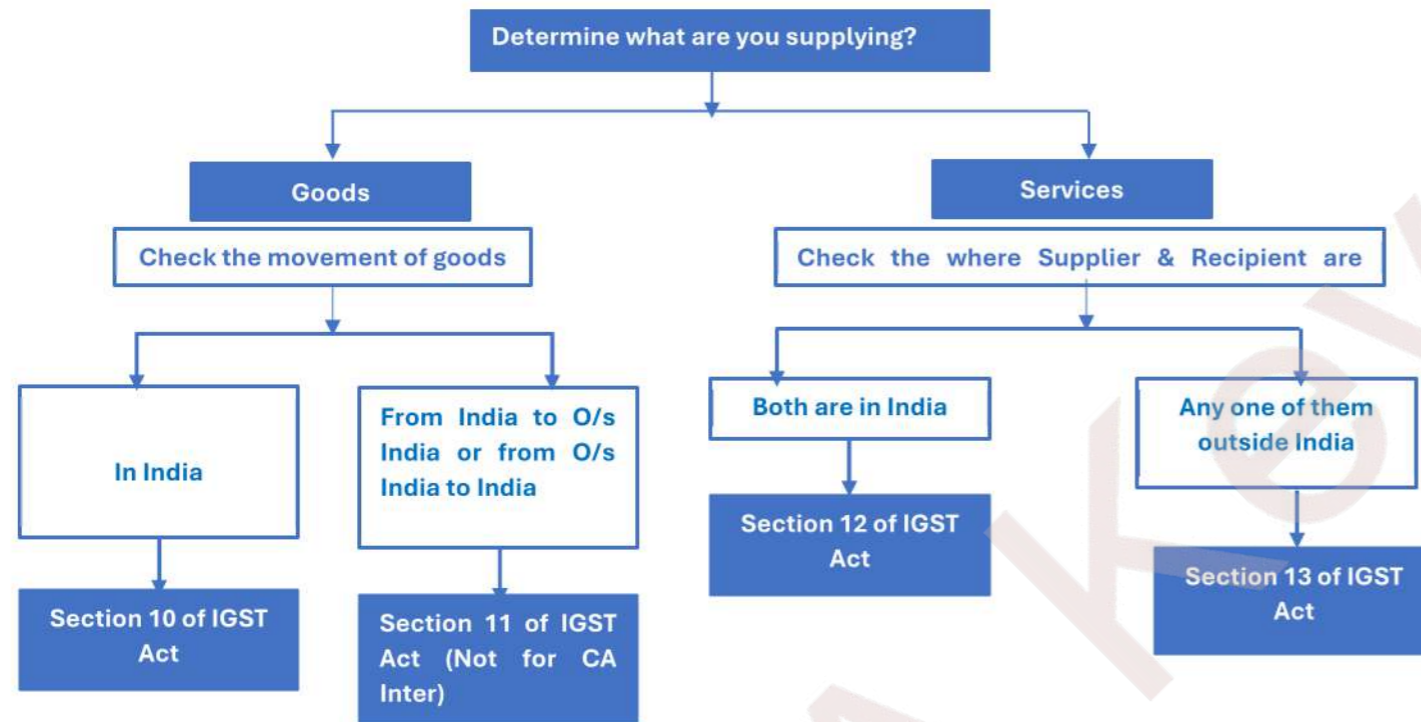 Determine what are you supplying?
Goods
Services
Check the movement of goods
Check the where Supplier & Recipient are
In India
From India to O/s
India or from O/s
India to India
Both are in India
Any one of them
outside India
Section 10 of IGST
Act
Section 11 of IGST
Act (Not for CA
Inter)
Section 12 of IGST
Act
Section 13 of IGST
Act